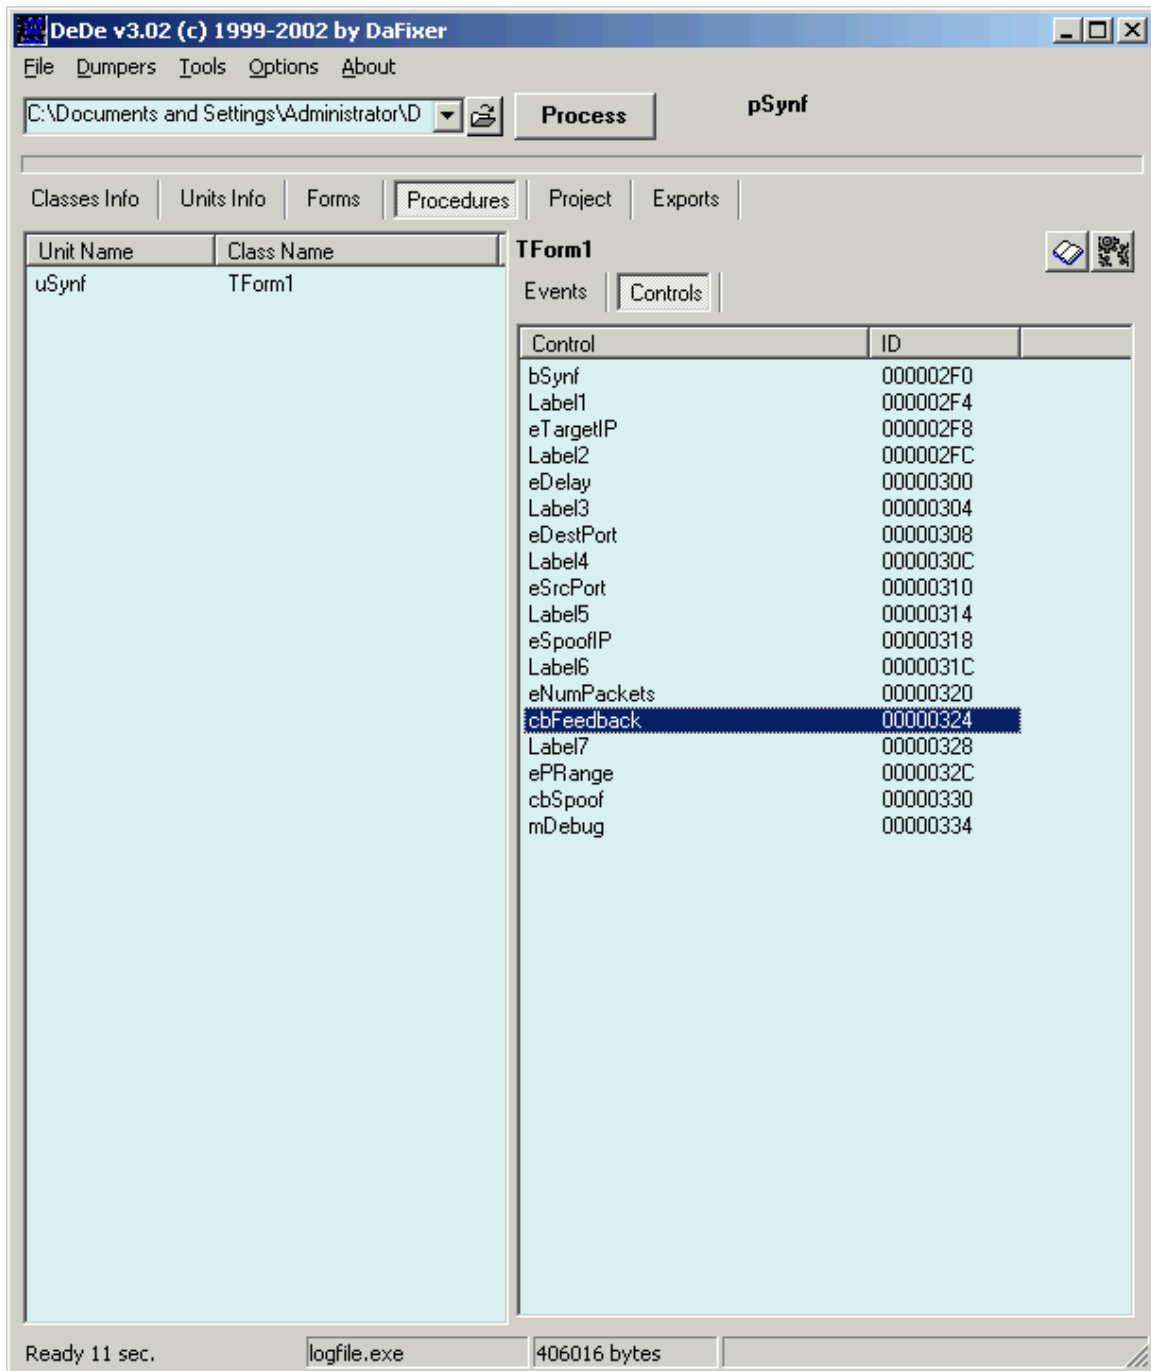 DeDe v3.02 (c) 1999-2002 by DaFixer
File Dumpers Tools Options About
C:\Documents and Settings\Administrator\D Process pSynf
Classes Info Units Info Forms Procedures Project Exports
Unit Name Class Name
uSynf TForm1
TForm1
Events Controls
Control ID
bSynf 000002F0
Label1 000002F4
eTargetIP 000002F8
Label2 000002FC
eDelay 00000300
Label3 00000304
eDestPort 00000308
Label4 0000030C
eSrcPort 00000310
Label5 00000314
eSpoofIP 00000318
Label6 0000031C
eNumPackets 00000320
cbFeedback 00000324
Label7 00000328
ePRange 0000032C
cbSpoof 00000330
mDebug 00000334
Ready 11 sec. logfile.exe 406016 bytes